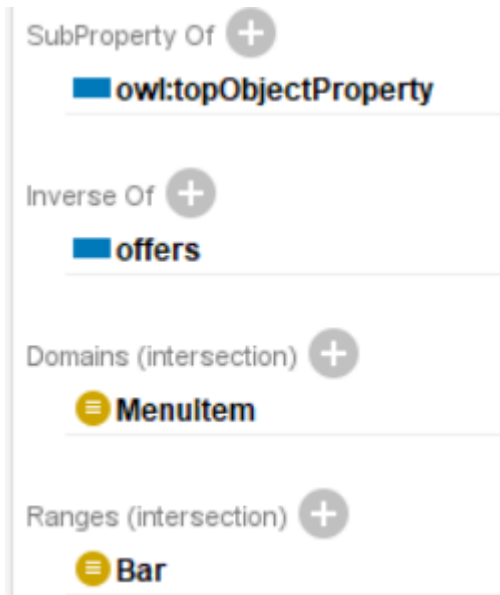 SubProperty Of
owl:topObjectProperty
Inverse Of
offers
Domains (intersection)
MenuItem
Ranges (intersection)
Bar